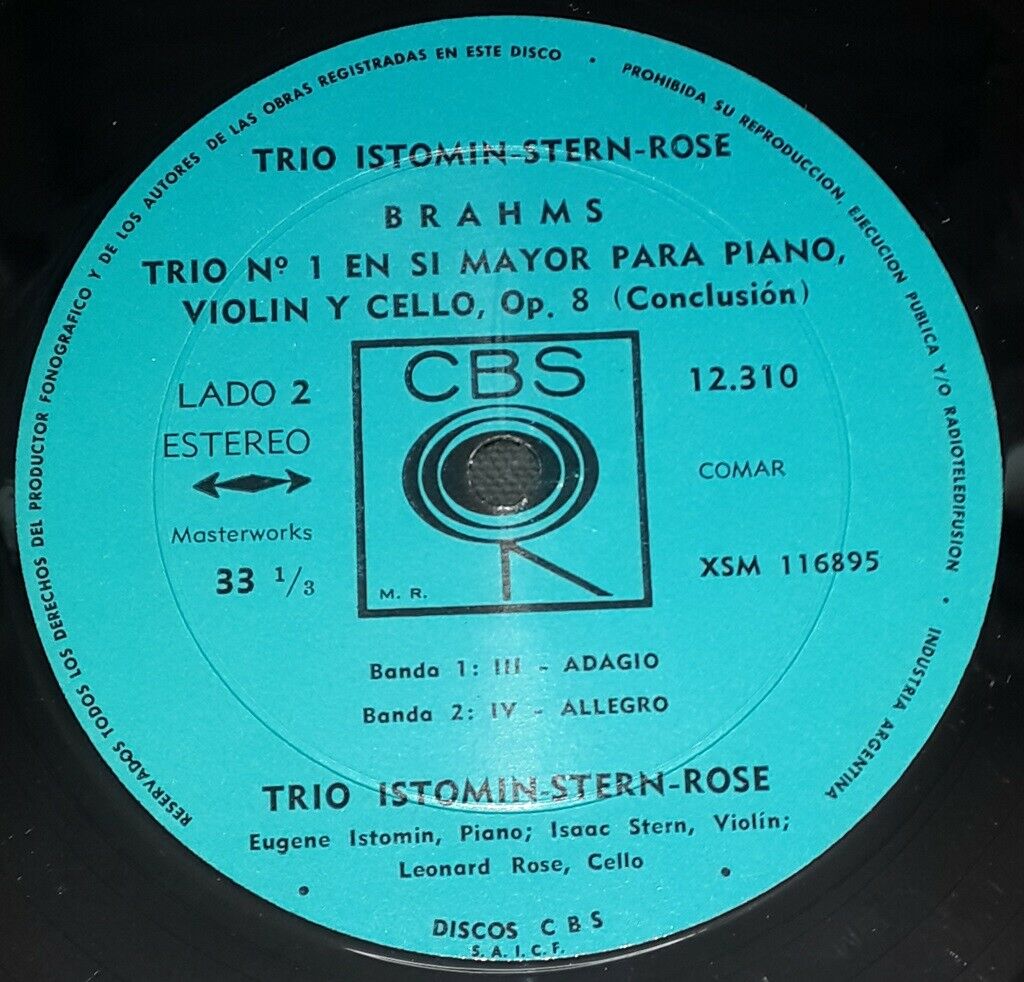 RESERVADOS TODOS LOS DERECHOS DEL PRODUCTOR FONOGRAFICO Y DE LOS AUTORES DE LAS OBRAS REGISTRADAS EN ESTE DISCO • PROHIBIDA SU REPRODUCCION, EJECUCION PUBLICA Y/O RADIOTELEDIFUSION • INDUSTRIA ARGENTINA
TRIO ISTOMIN-STERN-ROSE
BRAHMS
TRIO Nº 1 EN SI MAYOR PARA PIANO,
VIOLIN Y CELLO, Op. 8 (Conclusión)
CBS
LADO 2
12.310
ESTEREO
COMAR
Masterworks
33 1/3
XSM 116895
M. R.
Banda 1: III - ADAGIO
Banda 2: IV - ALLEGRO
TRIO ISTOMIN-STERN-ROSE
Eugene Istomin, Piano; Isaac Stern, Violín;
Leonard Rose, Cello
DISCOS CBS
S. A. I. C. F.